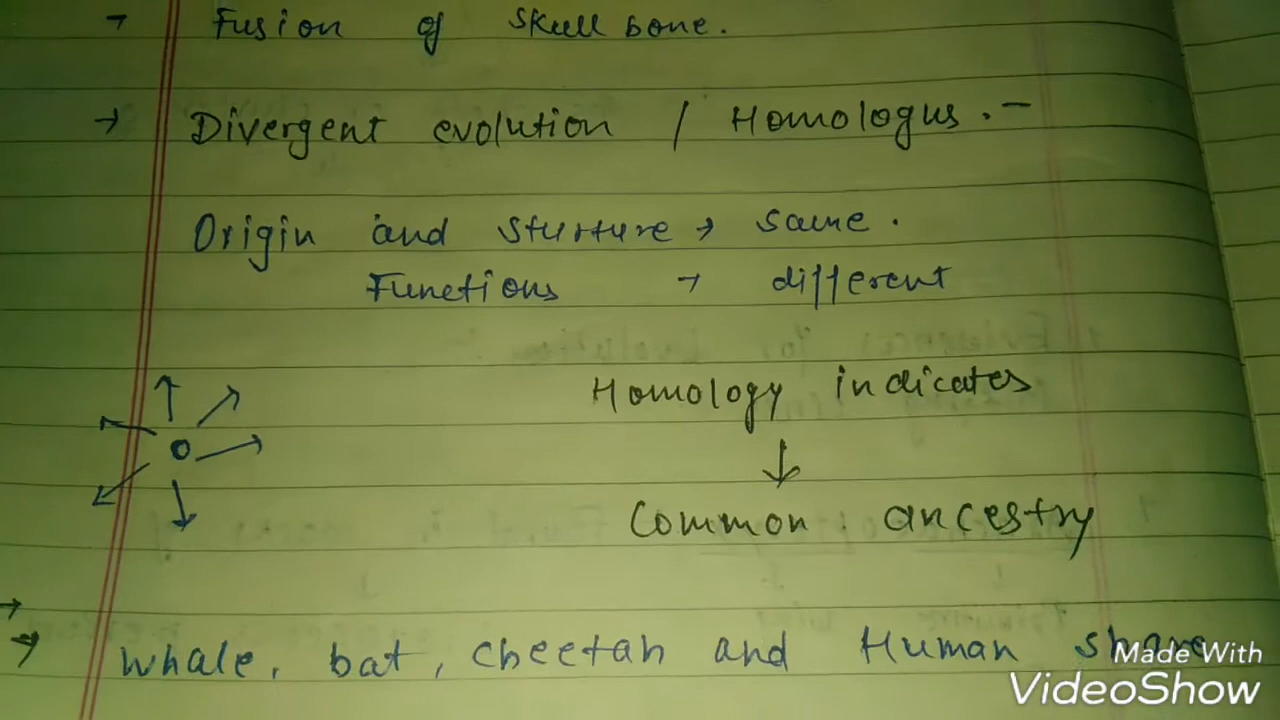 → Fusion of skull bone.
→ Divergent evolution / Homologus. -
Origin and sturture → same.
Functions → different
Homology indicates
↓
Common ancestry
→ whale, bat, cheetah and Human share
Made With
VideoShow